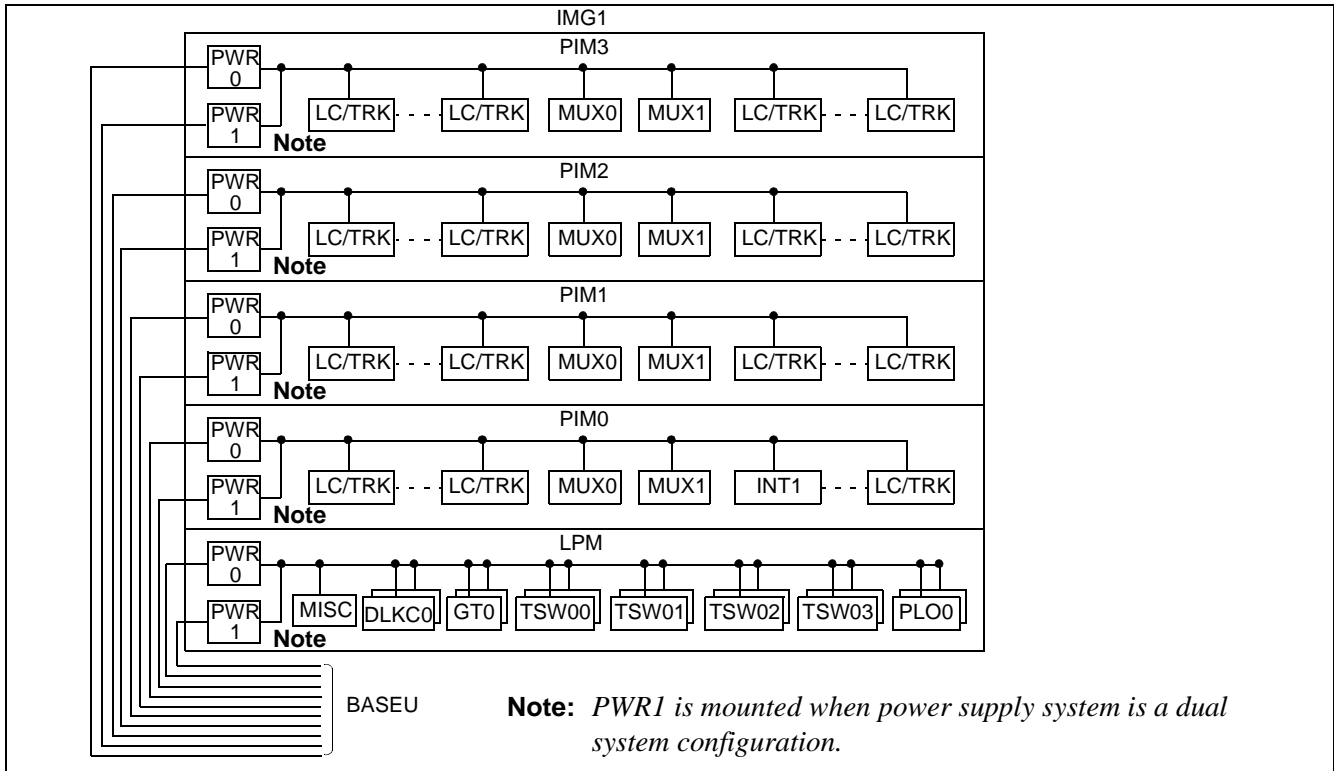 IMG1
PIM3
PWR 0
PWR 1
Note
LC/TRK LC/TRK MUX0 MUX1 LC/TRK LC/TRK
PIM2
PWR 0
PWR 1
Note
LC/TRK LC/TRK MUX0 MUX1 LC/TRK LC/TRK
PIM1
PWR 0
PWR 1
Note
LC/TRK LC/TRK MUX0 MUX1 LC/TRK LC/TRK
PIM0
PWR 0
PWR 1
Note
LC/TRK LC/TRK MUX0 MUX1 INT1 LC/TRK
LPM
PWR 0
PWR 1
Note
MISC DLKC0 GT0 TSW00 TSW01 TSW02 TSW03 PLO0
BASEU
Note: PWR1 is mounted when power supply system is a dual
system configuration.